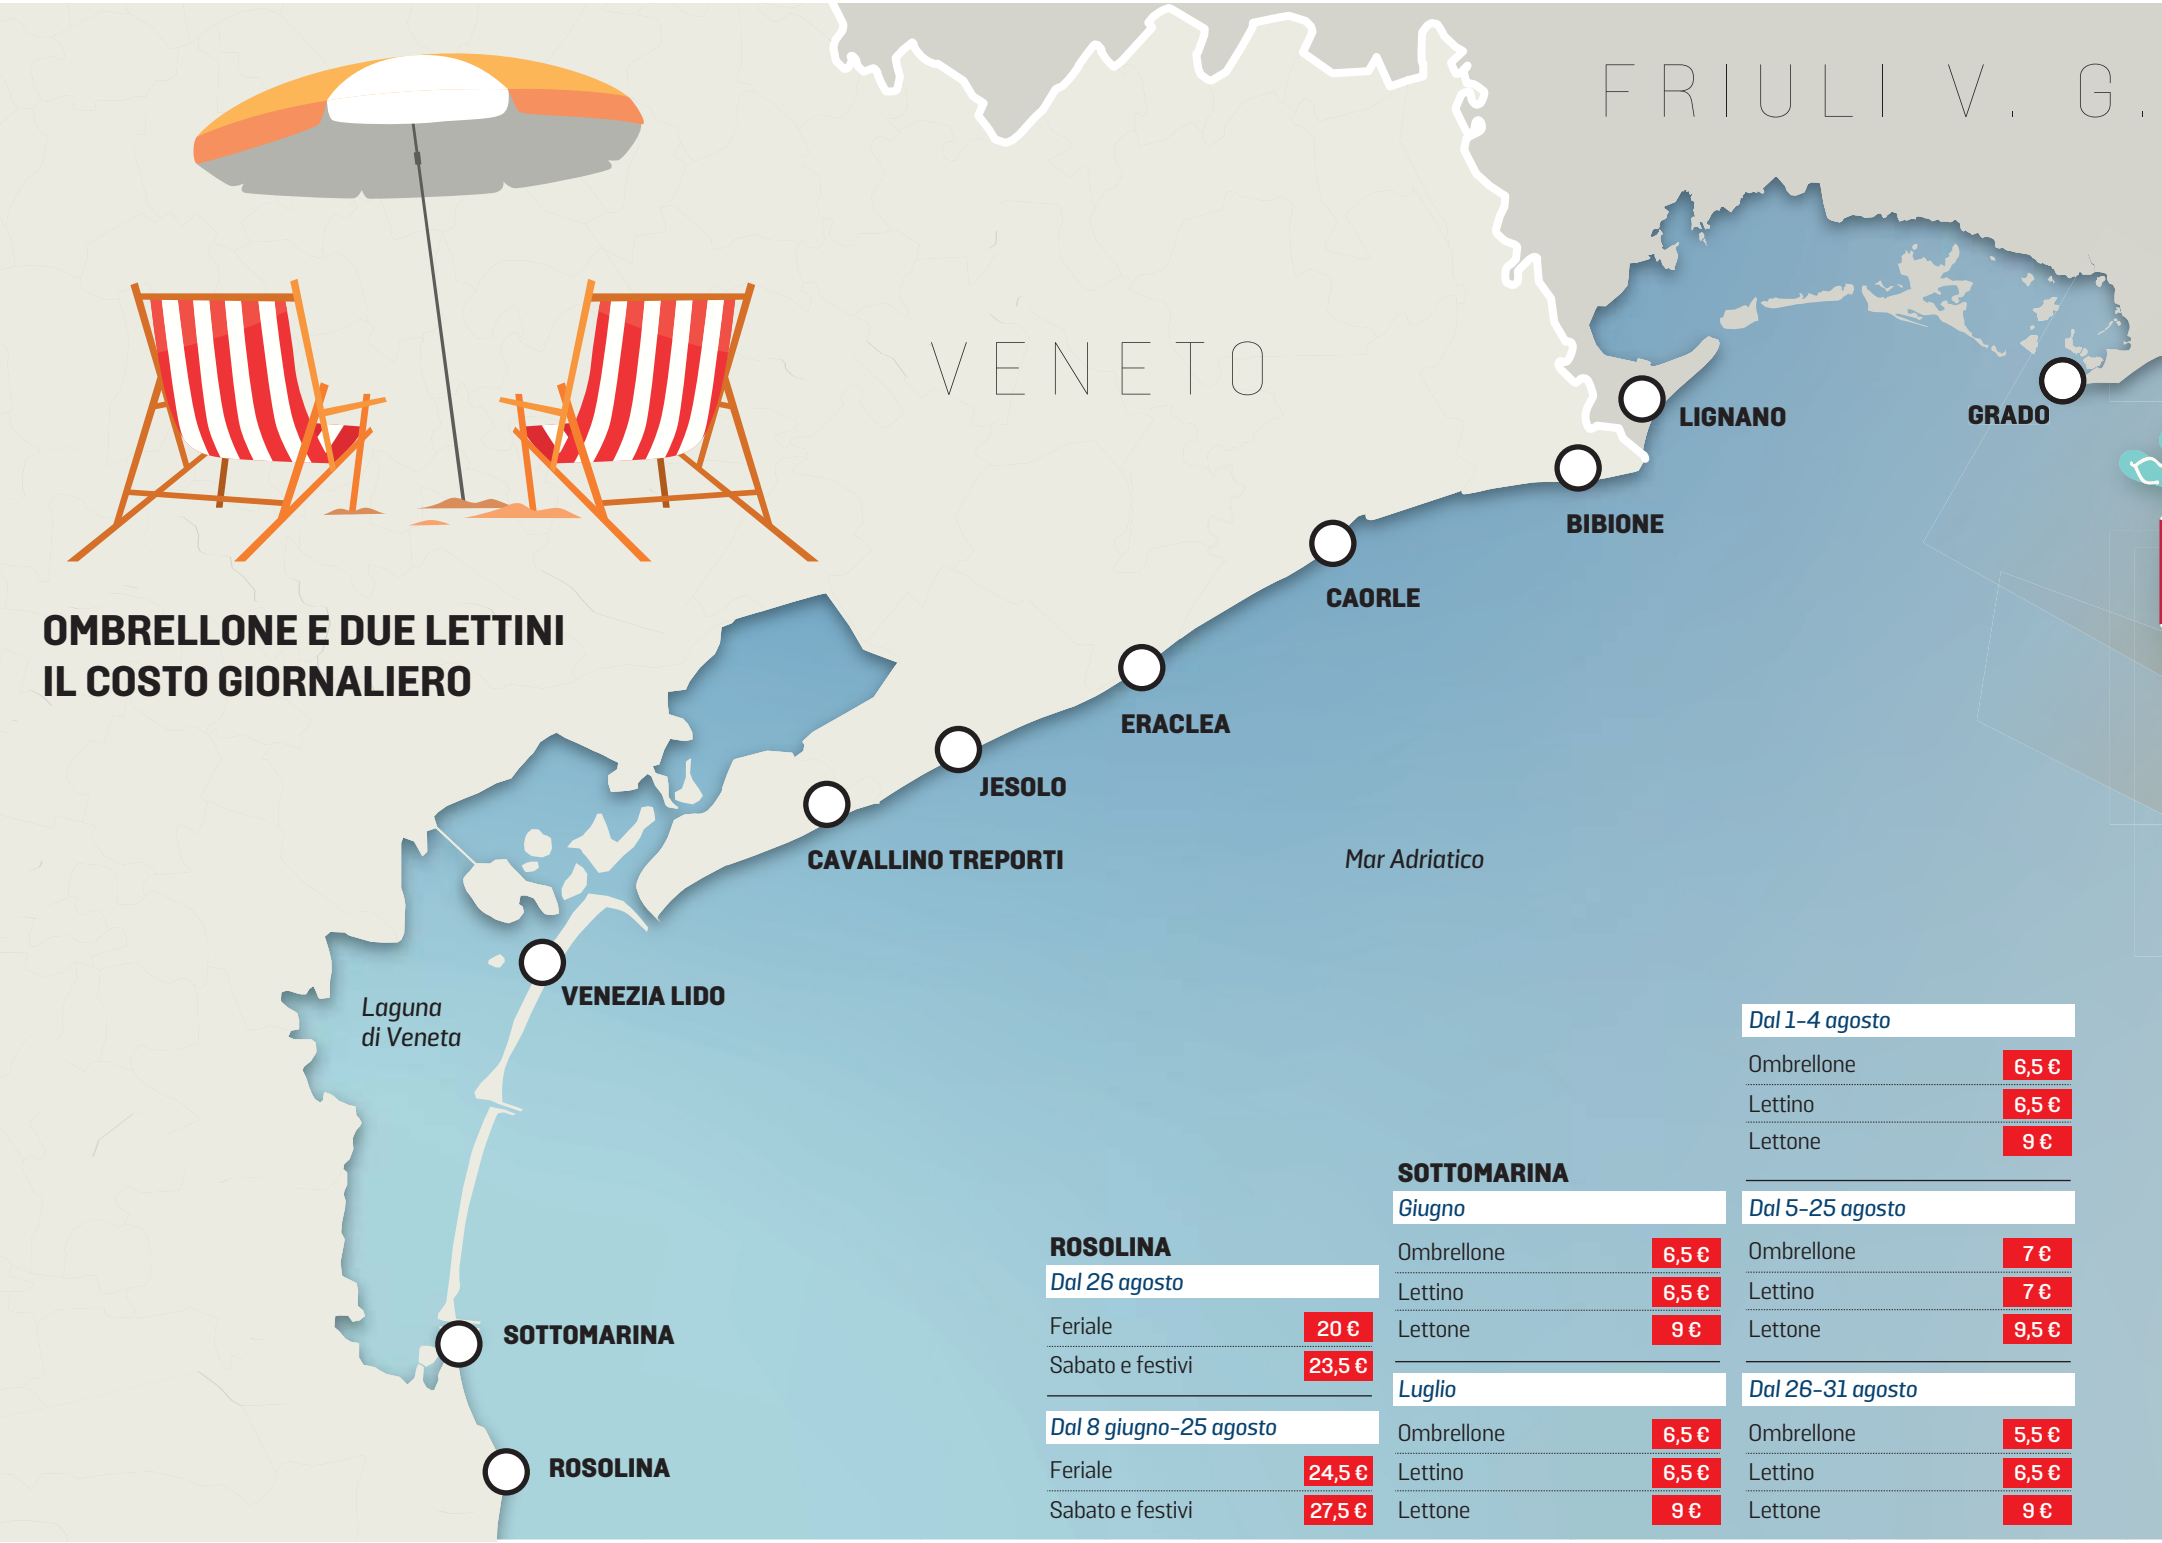 FRIULI V. G.
VENETO
LIGNANO
GRADO
BIBIONE
CAORLE
OMBRELLONE E DUE LETTINI
IL COSTO GIORNALIERO
ERACLEA
JESOLO
CAVALLINO TREPORTI
Mar Adriatico
VENEZIA LIDO
Laguna
di Veneta
SOTTOMARINA
ROSOLINA
ROSOLINA
Dal 26 agosto
Feriale 20 €
Sabato e festivi 23,5 €
Dal 8 giugno-25 agosto
Feriale 24,5 €
Sabato e festivi 27,5 €
SOTTOMARINA
Giugno
Ombrellone 6,5 €
Lettino 6,5 €
Lettone 9 €
Luglio
Ombrellone 6,5 €
Lettino 6,5 €
Lettone 9 €
Dal 1-4 agosto
Ombrellone 6,5 €
Lettino 6,5 €
Lettone 9 €
Dal 5-25 agosto
Ombrellone 7 €
Lettino 7 €
Lettone 9,5 €
Dal 26-31 agosto
Ombrellone 5,5 €
Lettino 6,5 €
Lettone 9 €